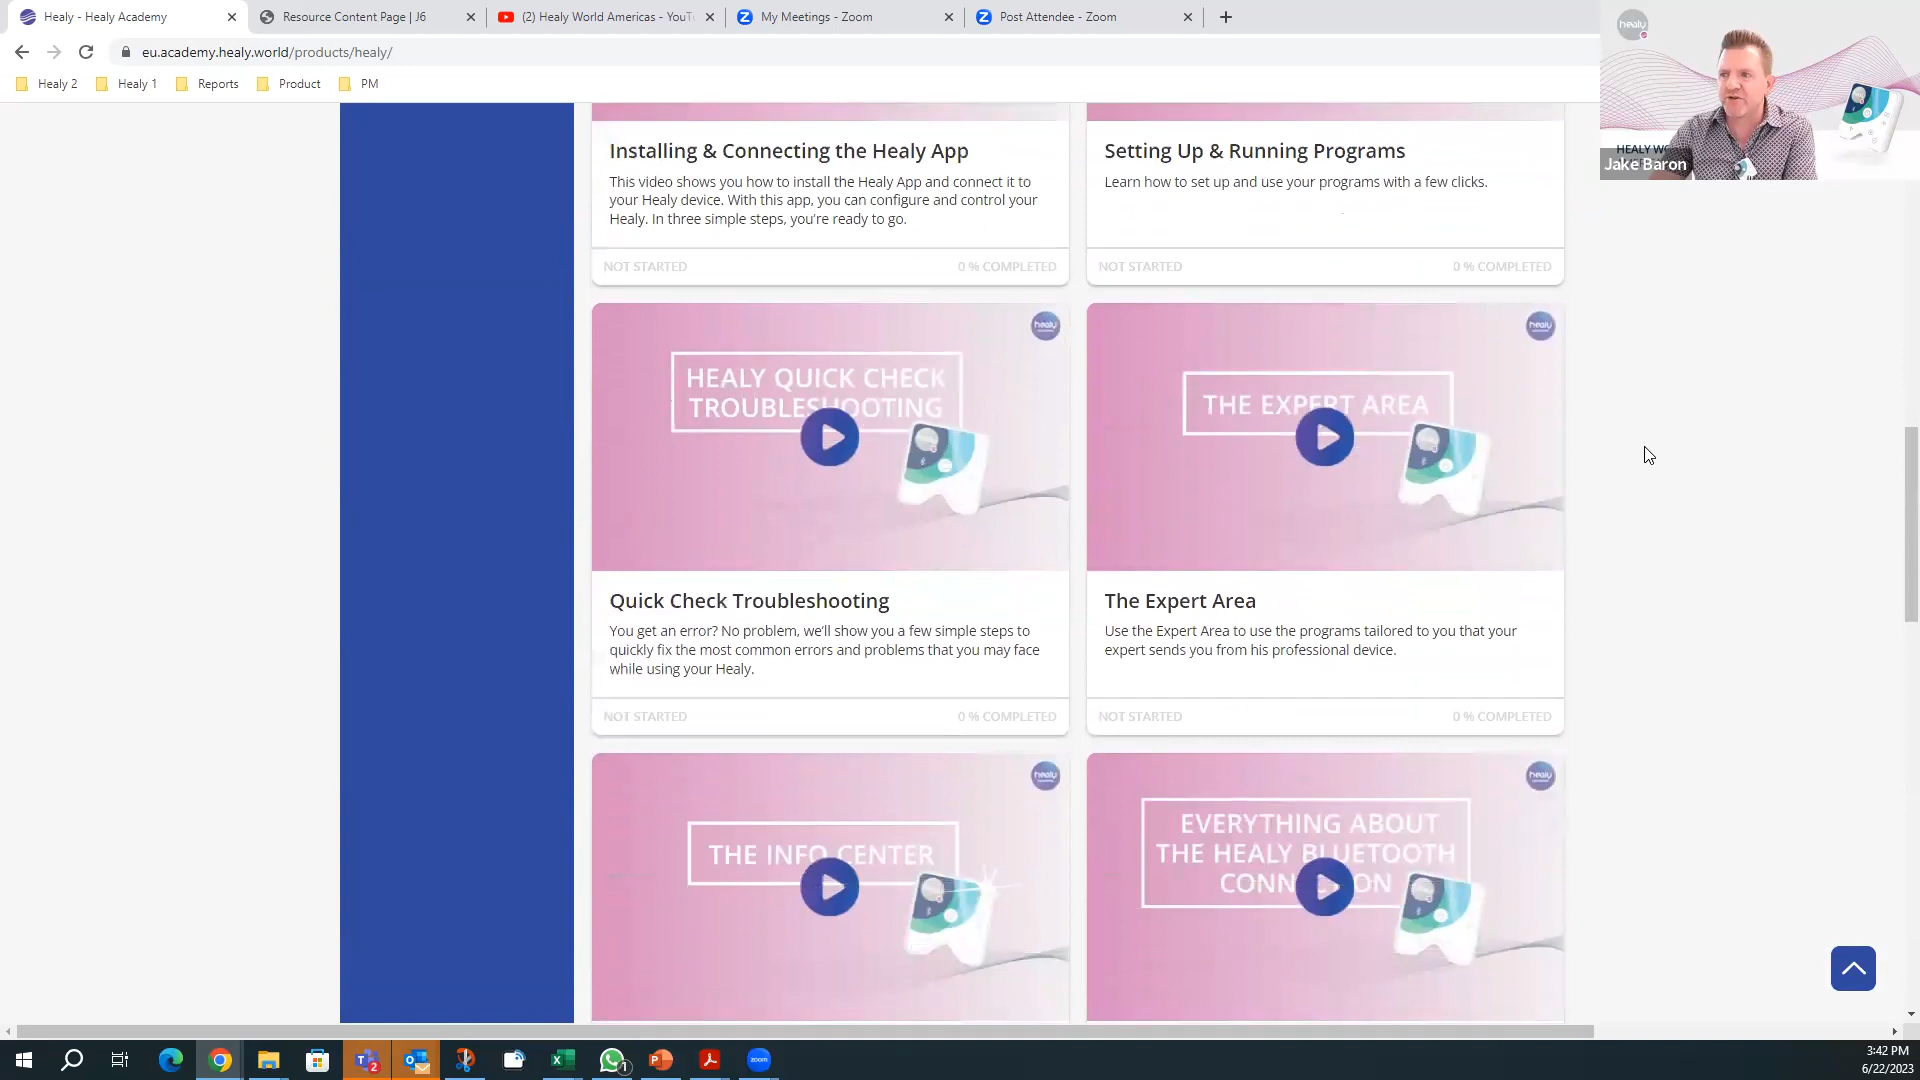 Healy - Healy Academy
Resource Content Page | J6
(2) Healy World Americas - YouTu
My Meetings - Zoom
Post Attendee - Zoom
eu.academy.healy.world/products/healy/
Healy 2
Healy 1
Reports
Product
PM
healy
Jake Baron
Installing & Connecting the Healy App
This video shows you how to install the Healy App and connect it to
your Healy device. With this app, you can configure and control your
Healy. In three simple steps, you're ready to go.
NOT STARTED 0 % COMPLETED
Setting Up & Running Programs
Learn how to set up and use your programs with a few clicks.
NOT STARTED 0 % COMPLETED
healy
HEALY QUICK CHECK
TROUBLESHOOTING
Quick Check Troubleshooting
You get an error? No problem, we'll show you a few simple steps to
quickly fix the most common errors and problems that you may face
while using your Healy.
NOT STARTED 0 % COMPLETED
healy
THE EXPERT AREA
The Expert Area
Use the Expert Area to use the programs tailored to you that your
expert sends you from his professional device.
NOT STARTED 0 % COMPLETED
healy
THE INFO CENTER
healy
EVERYTHING ABOUT
THE HEALY BLUETOOTH
CONNECTION
2
1
zoom
3:42 PM
6/22/2023